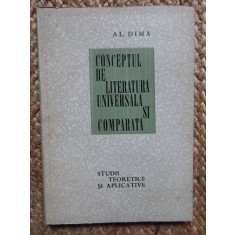 AL. DIMA
CONCEPTUL
DE
LITERATURĂ
UNIVERSALĂ
ȘI
COMPARATĂ
STUDII
TEORETICE
ȘI APLICATIVE